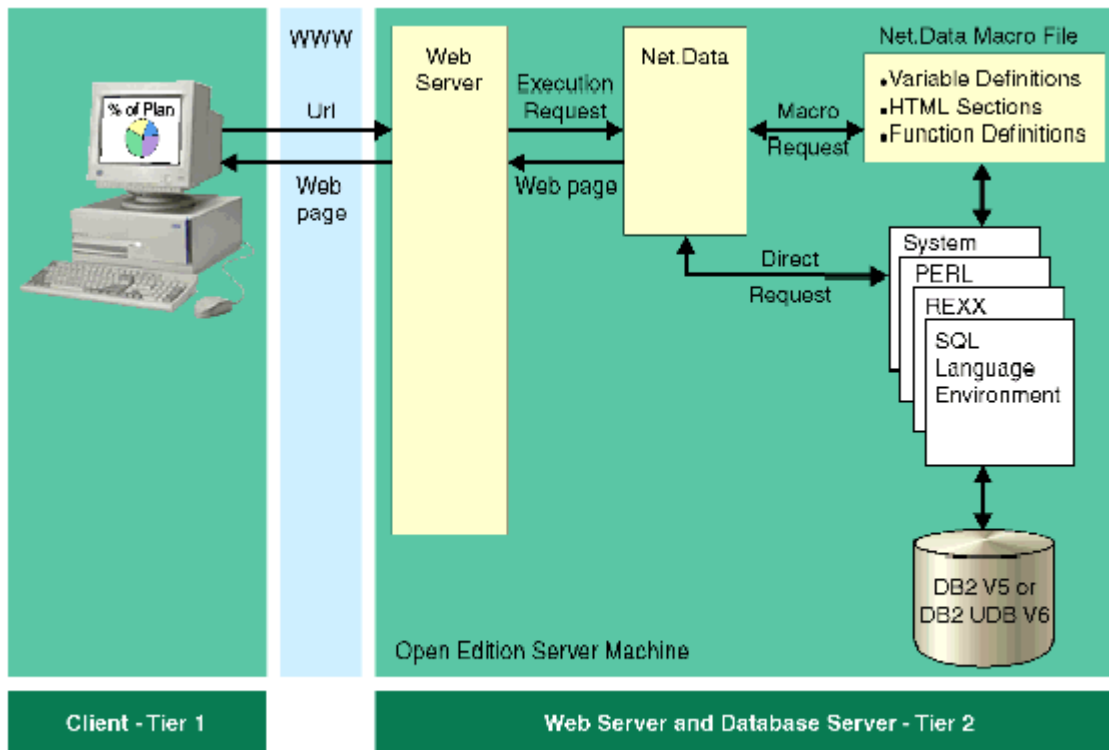 % of Plan
WWW
Url
Web
page
Web
Server
Execution
Request
Web page
Net.Data
Macro
Request
Net.Data Macro File
•Variable Definitions
•HTML Sections
•Function Definitions
Direct
Request
System
PERL
REXX
SQL
Language
Environment
DB2 V5 or
DB2 UDB V6
Open Edition Server Machine
Client - Tier 1
Web Server and Database Server - Tier 2